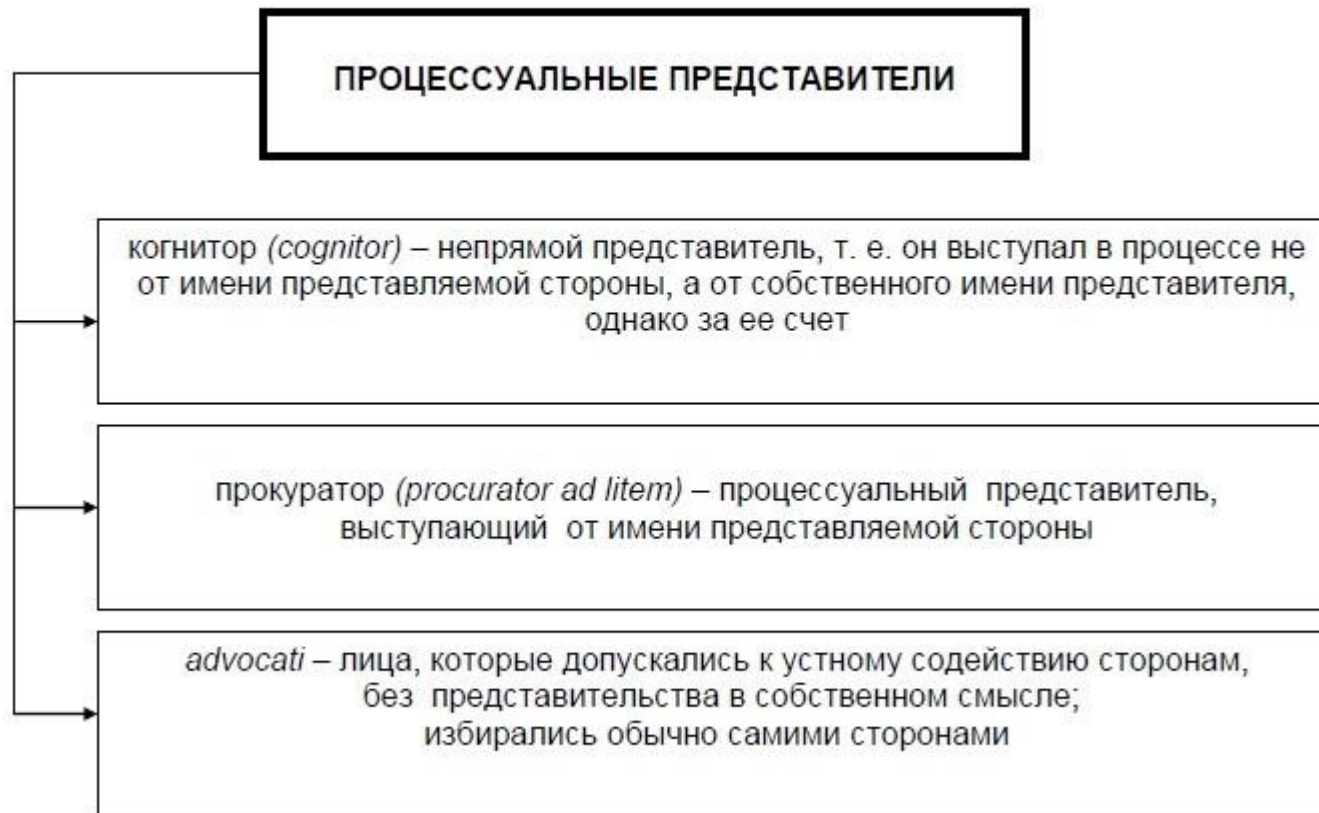 ПРОЦЕССУАЛЬНЫЕ ПРЕДСТАВИТЕЛИ
когнитор (cognitor) – непрямой представитель, т. е. он выступал в процессе не
от имени представляемой стороны, а от собственного имени представителя,
однако за ее счет
прокуратор (procurator ad litem) – процессуальный представитель,
выступающий от имени представляемой стороны
advocati – лица, которые допускались к устному содействию сторонам,
без представительства в собственном смысле;
избирались обычно самими сторонами